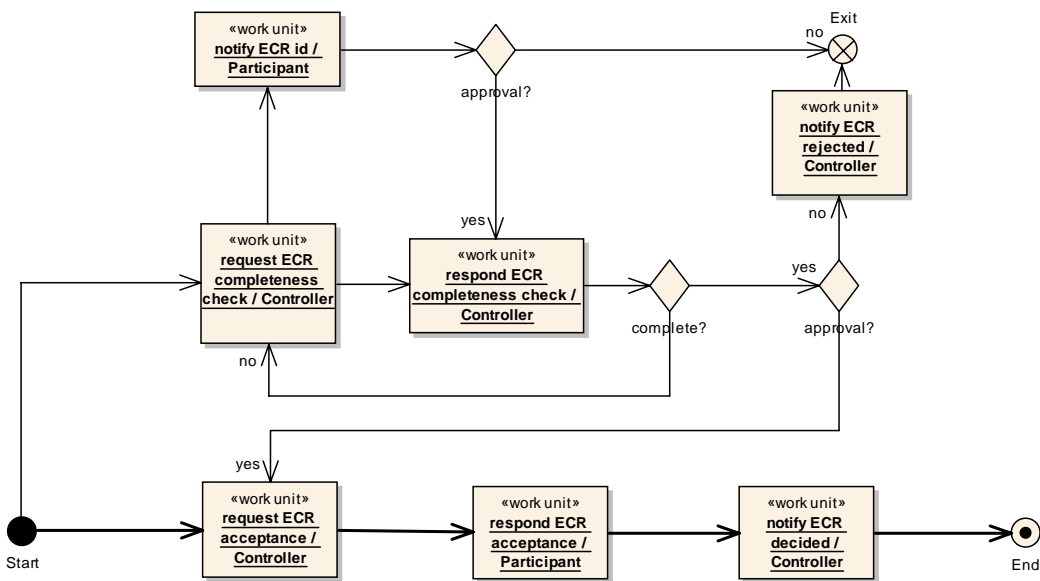 Exit
no
«work unit»
notify ECR id /
Participant
approval?
«work unit»
notify ECR
rejected /
Controller
no
yes
«work unit»
request ECR
completeness
check / Controller
«work unit»
respond ECR
completeness check /
Controller
yes
complete?
approval?
no
yes
«work unit»
request ECR
acceptance /
Controller
«work unit»
respond ECR
acceptance /
Participant
«work unit»
notify ECR
decided /
Controller
Start
End